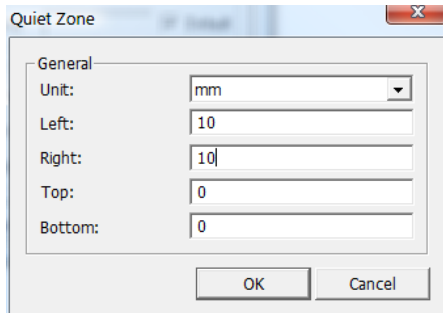 Quiet Zone
General
Unit: mm
Left: 10
Right: 10
Top: 0
Bottom: 0
OK Cancel